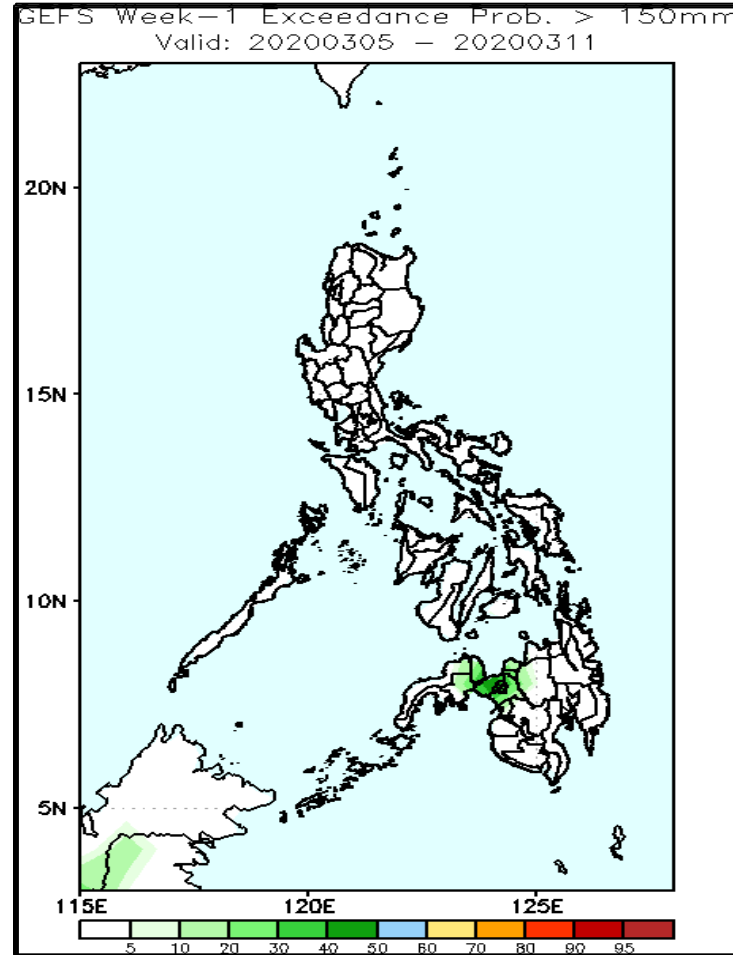 GEFS Week-1 Exceedance Prob. > 150mm
Valid: 20200305 - 20200311
20N
15N
10N
5N
115E 120E 125E
5 10 20 30 40 50 60 70 80 90 95